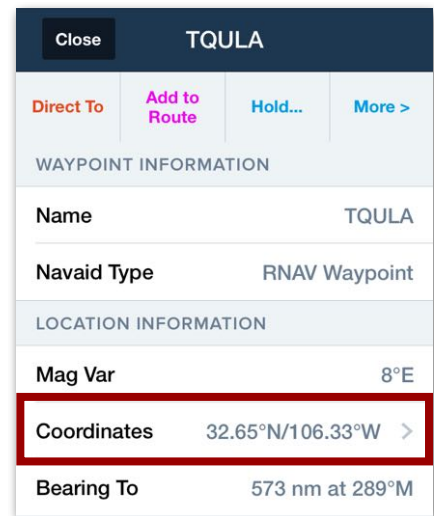 Close TQULA
Direct To Add to Route Hold... More >
WAYPOINT INFORMATION
Name TQULA
Navaid Type RNAV Waypoint
LOCATION INFORMATION
Mag Var 8°E
Coordinates 32.65°N/106.33°W >
Bearing To 573 nm at 289°M